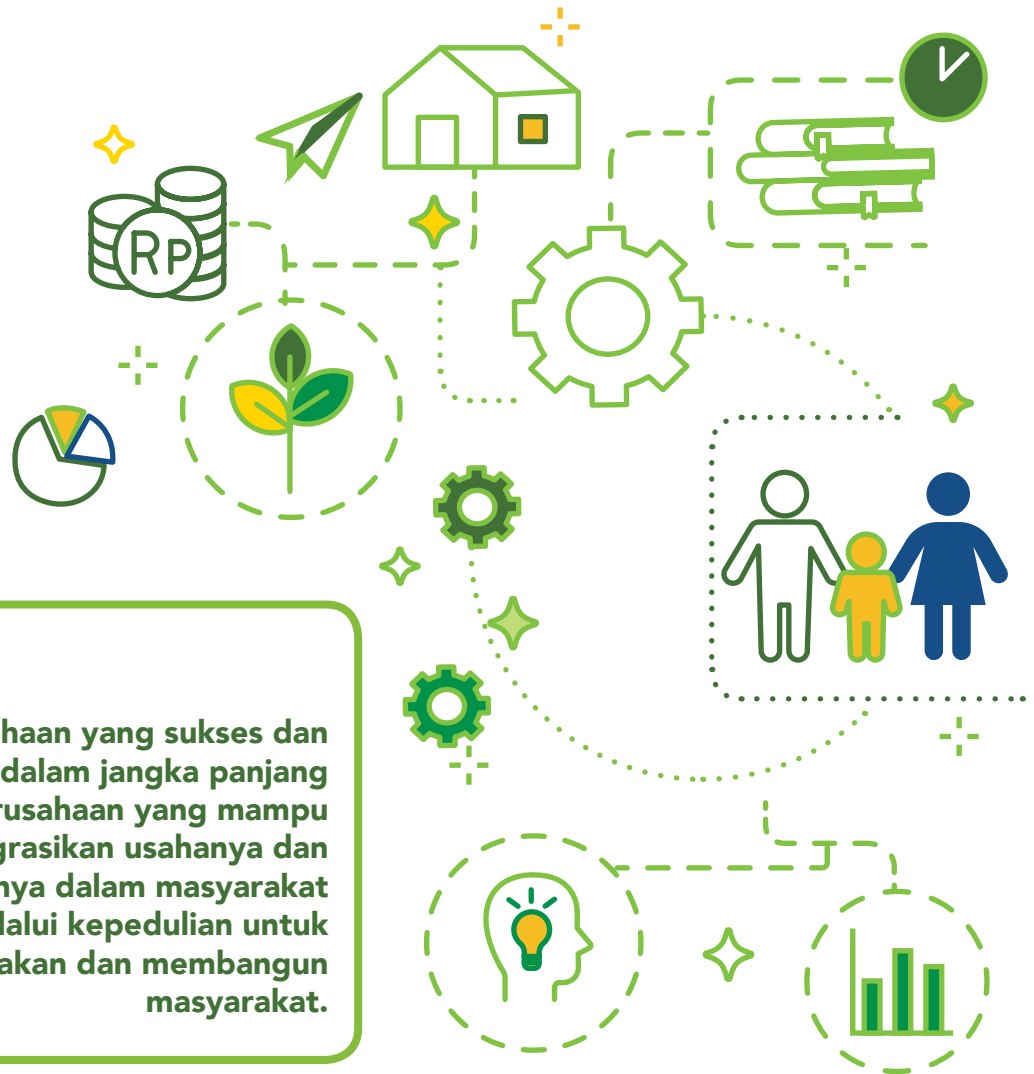 Rp
haan yang sukses dan
dalam jangka panjang
rusahaan yang mampu
grasikan usahanya dan
nya dalam masyarakat
lalui kepedulian untuk
akan dan membangun
masyarakat.